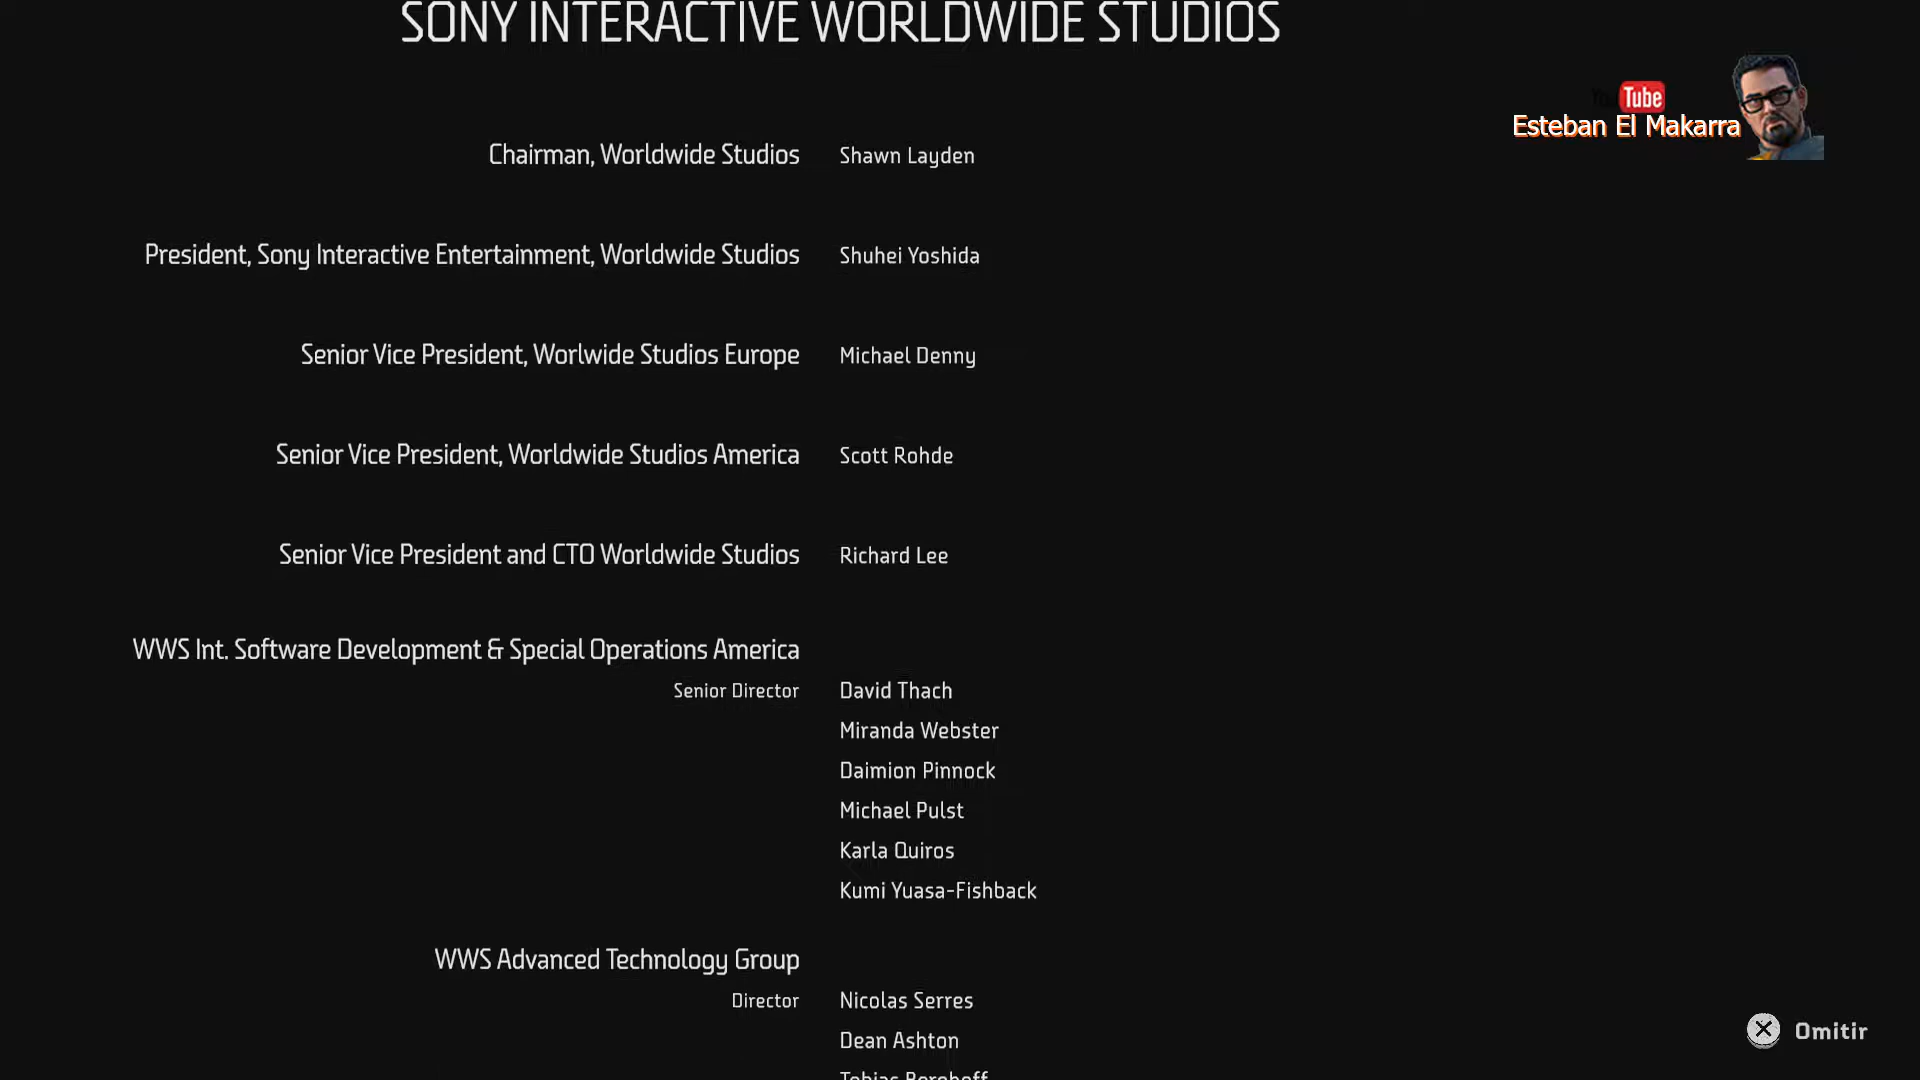 SONY INTERACTIVE WORLDWIDE STUDIOS
YouTube
Esteban El Makarra
Chairman, Worldwide Studios Shawn Layden
President, Sony Interactive Entertainment, Worldwide Studios Shuhei Yoshida
Senior Vice President, Worlwide Studios Europe Michael Denny
Senior Vice President, Worldwide Studios America Scott Rohde
Senior Vice President and CTO Worldwide Studios Richard Lee
WWS Int. Software Development & Special Operations America
Senior Director David Thach
Miranda Webster
Daimion Pinnock
Michael Pulst
Karla Quiros
Kumi Yuasa-Fishback
WWS Advanced Technology Group
Director Nicolas Serres
Dean Ashton
Omitir